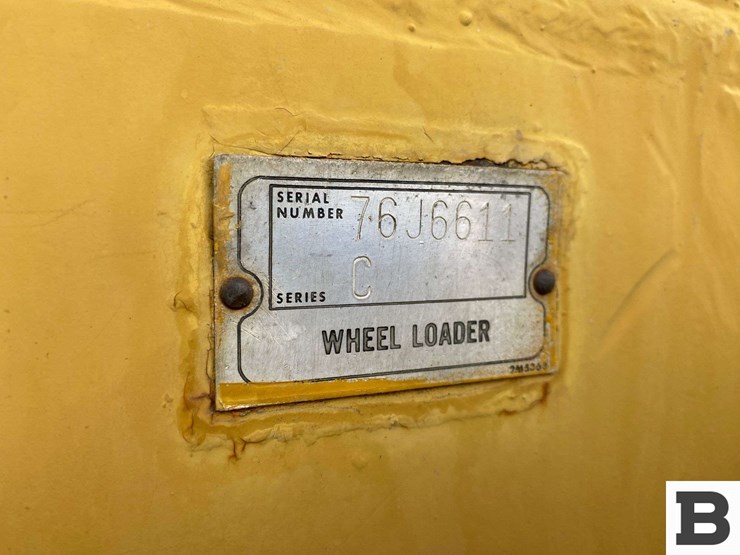 SERIAL
NUMBER 76J6611
SERIES C
WHEEL LOADER
B